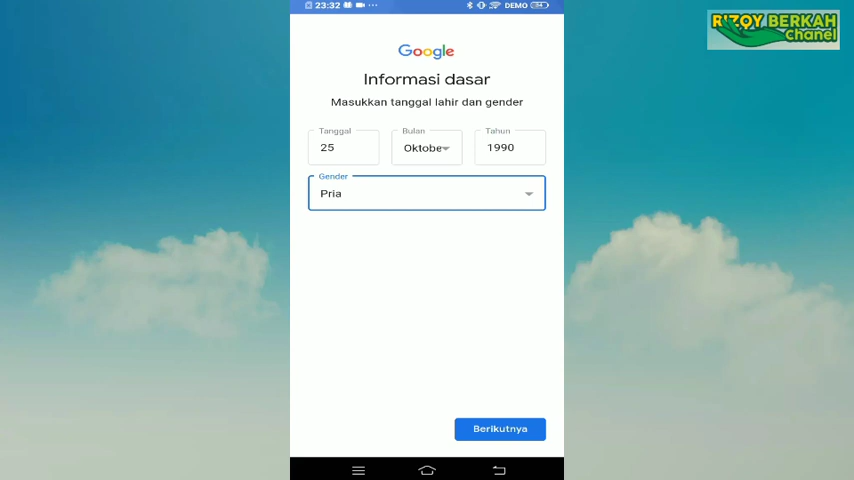 23:32 DEMO 54
RIZQY BERKAH
Chanel
Google
Informasi dasar
Masukkan tanggal lahir dan gender
Tanggal Bulan Tahun
25 Oktobe 1990
Gender
Pria
Berikutnya